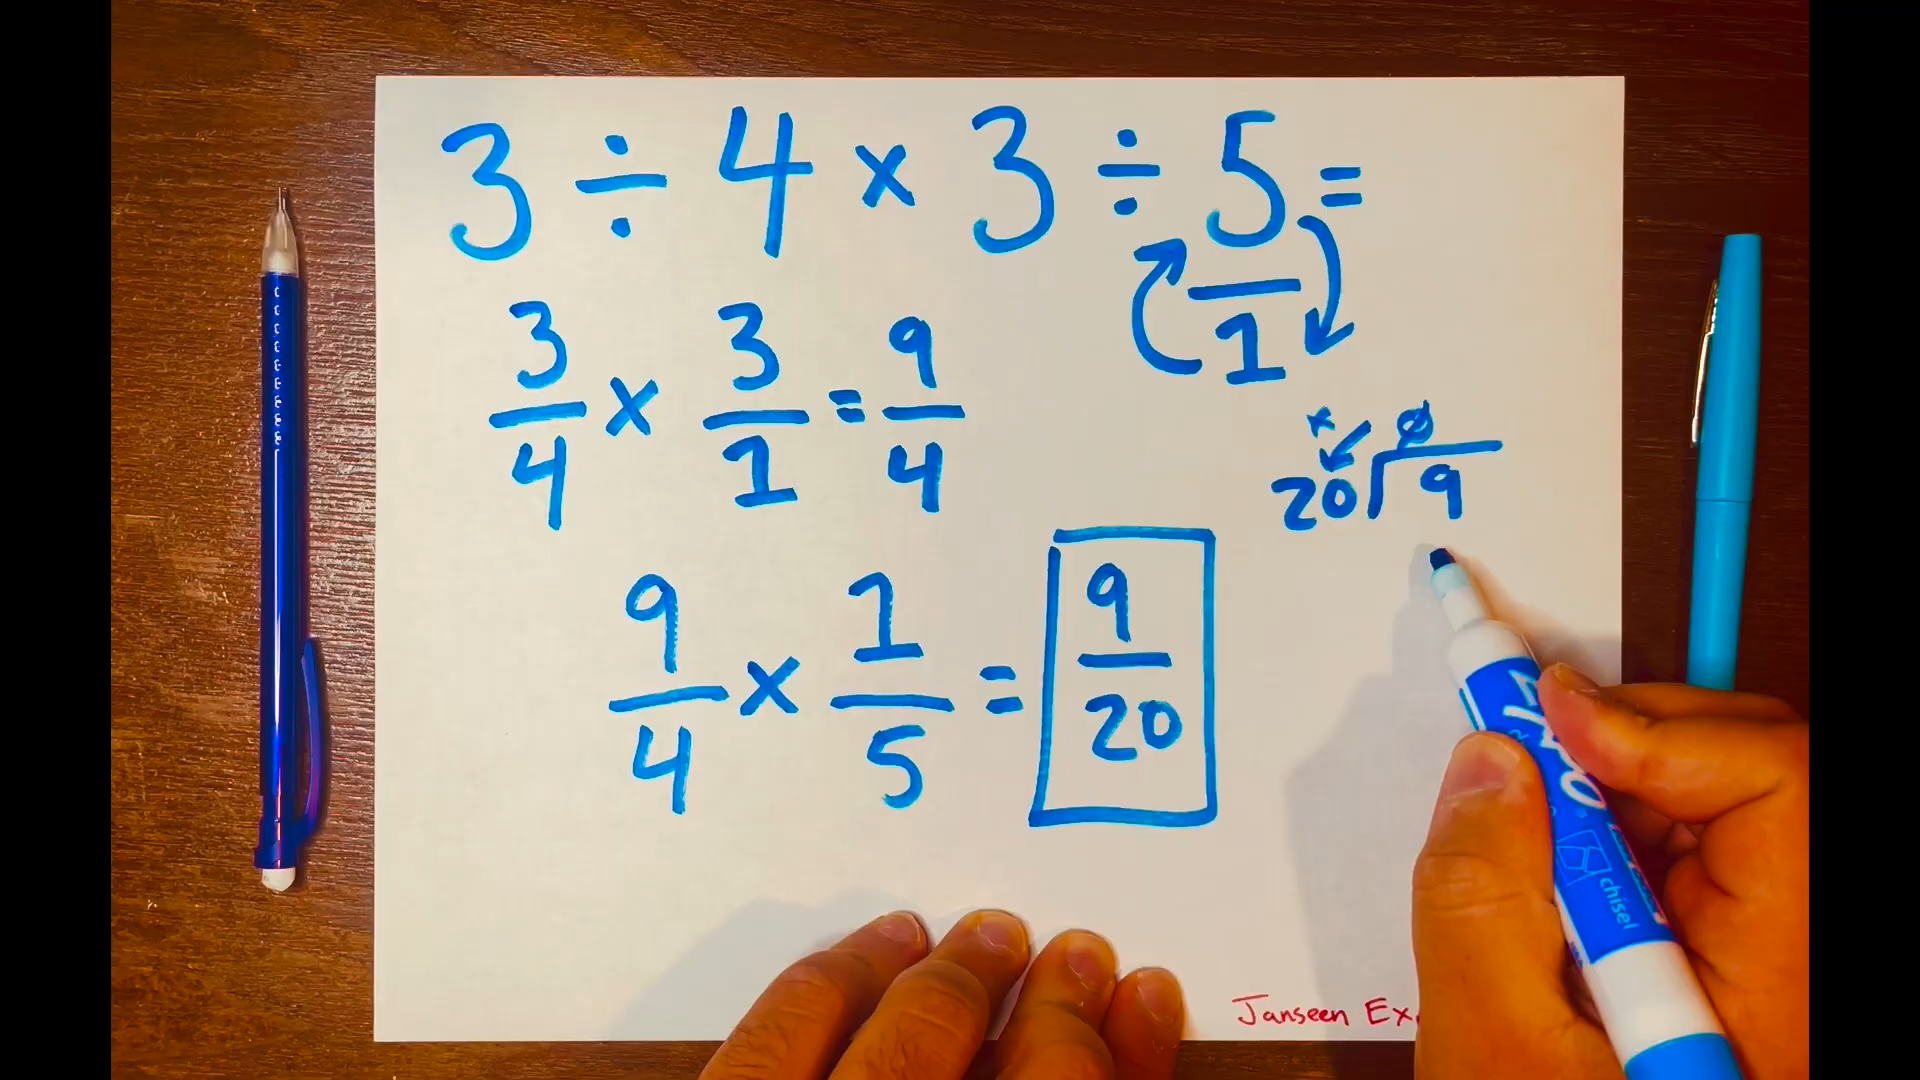 3 ÷ 4 × 3 ÷ 5 =
1
3/4 × 3/1 = 9/4
× 0
20 9
9/4 × 1/5 = 9/20
EXPO
chisel
Janseen Ex